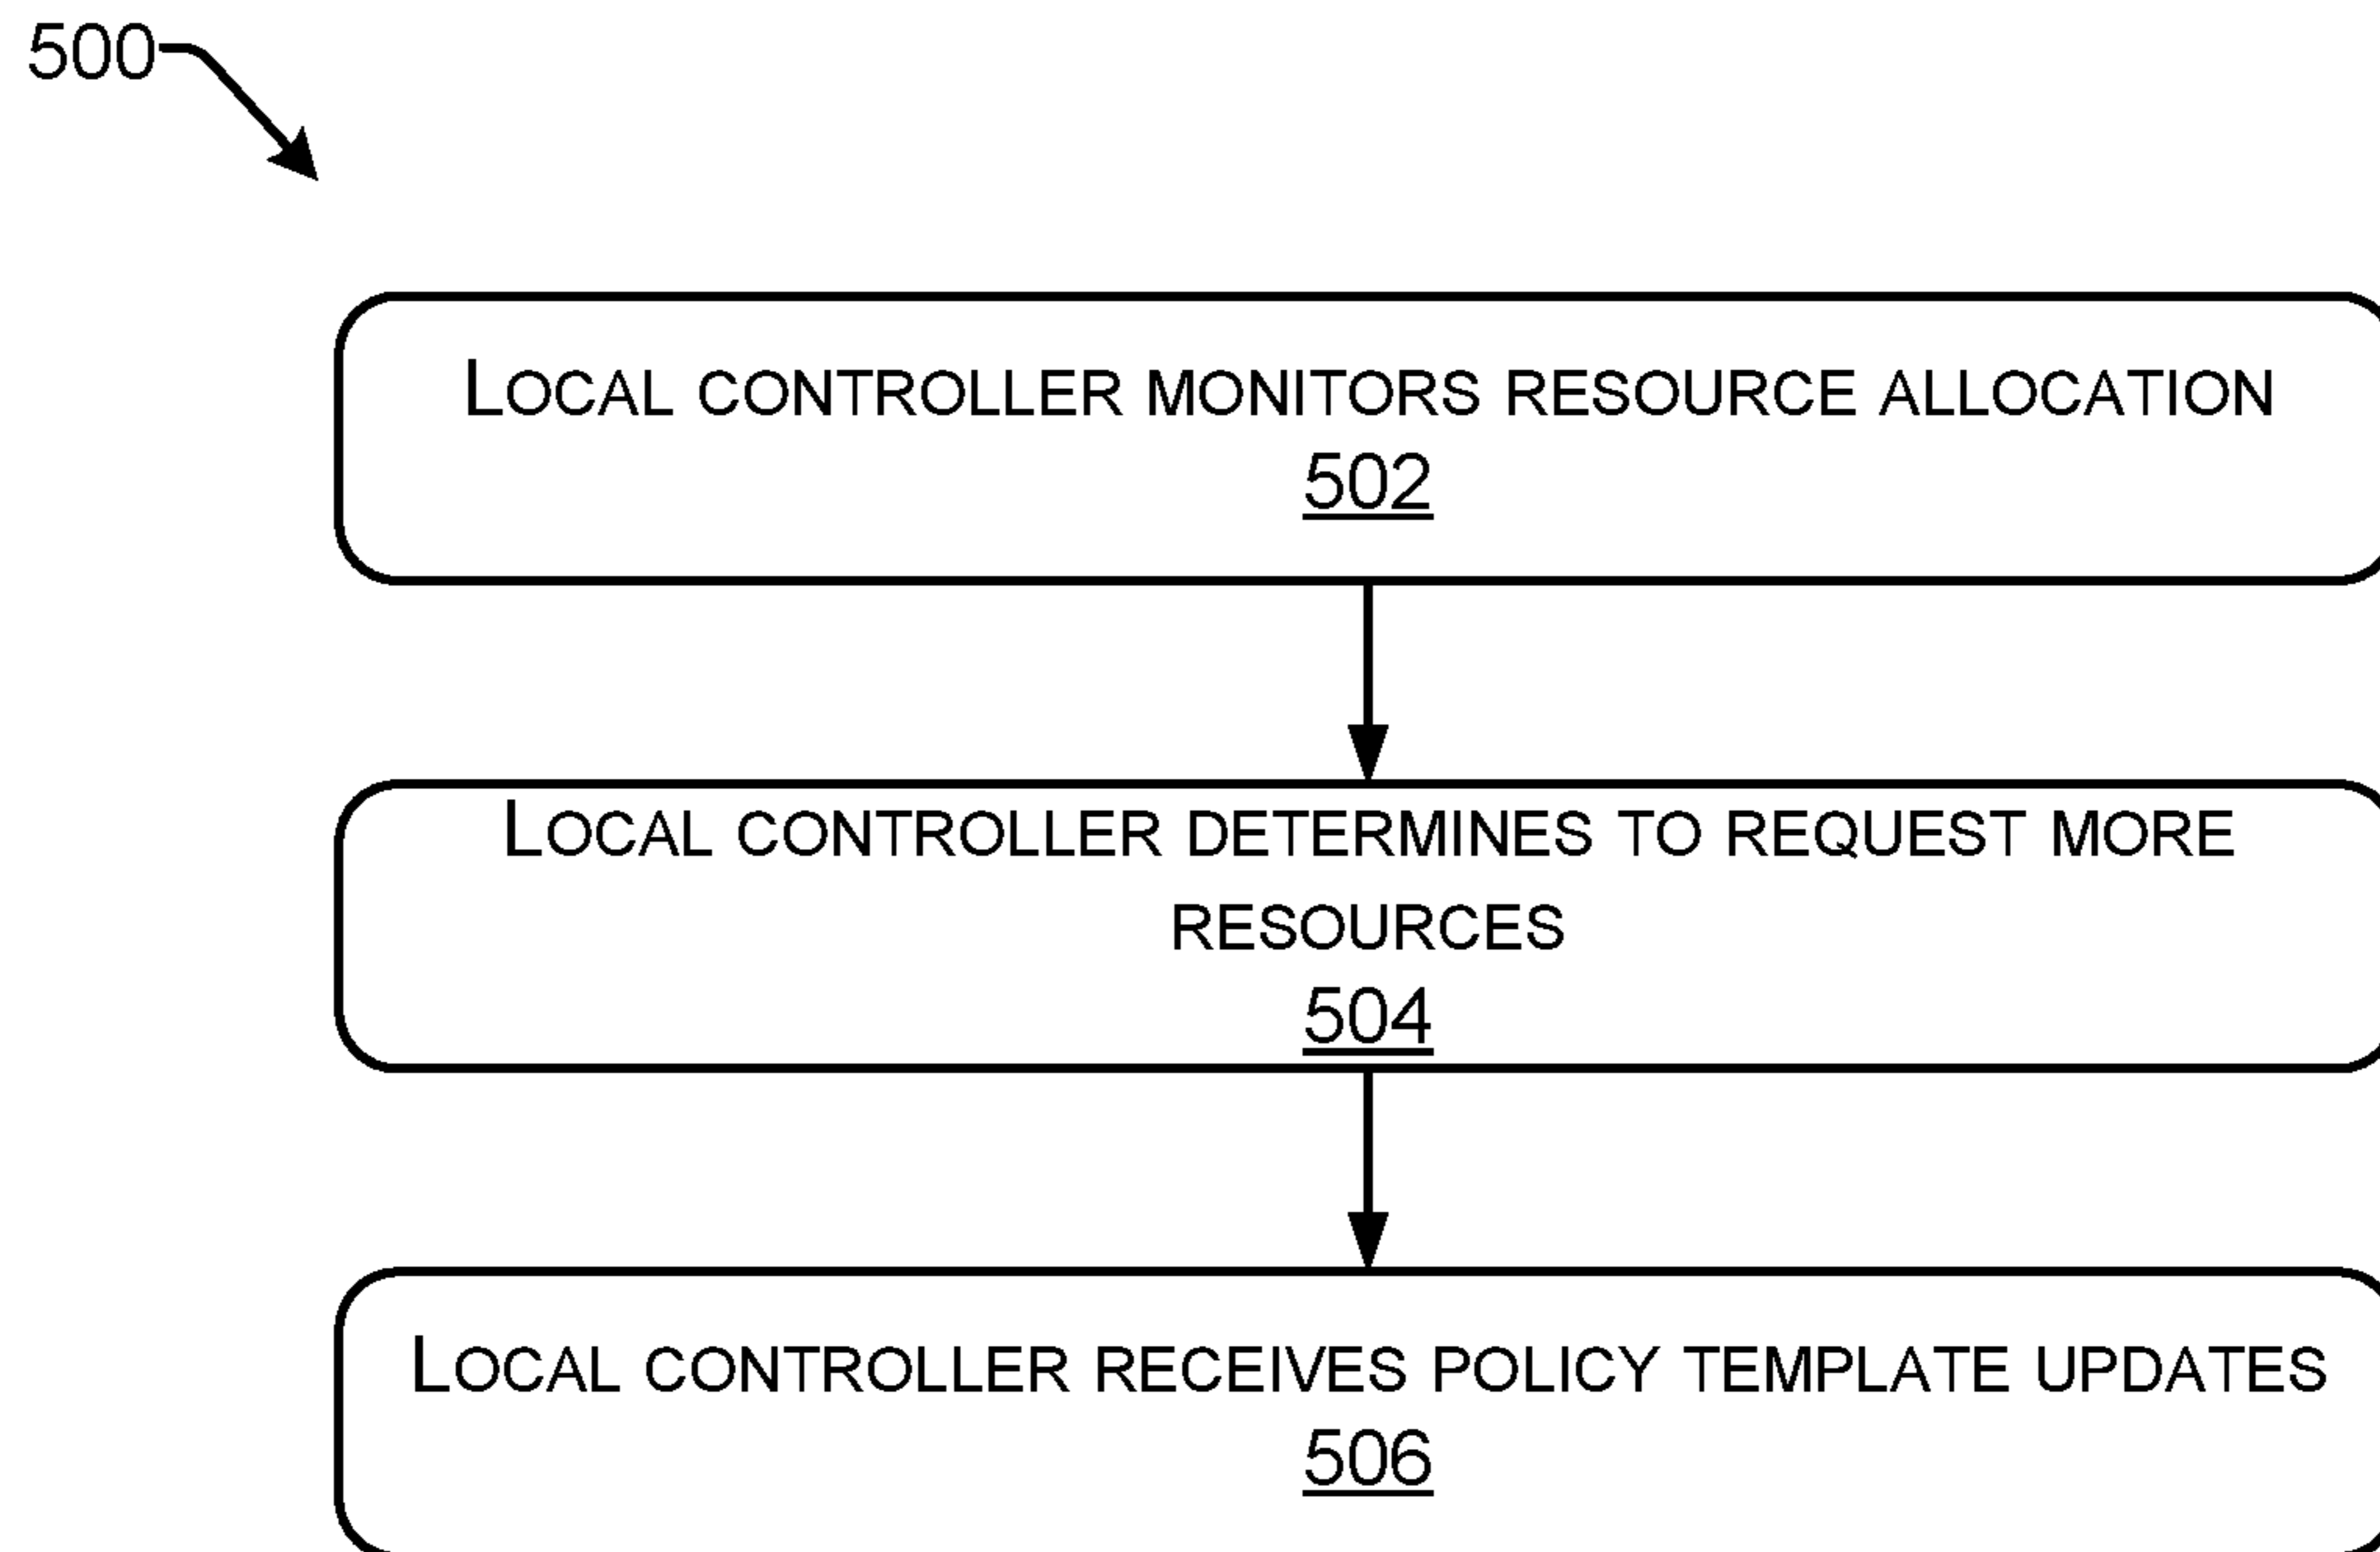 500
LOCAL CONTROLLER MONITORS RESOURCE ALLOCATION
502
LOCAL CONTROLLER DETERMINES TO REQUEST MORE
RESOURCES
504
LOCAL CONTROLLER RECEIVES POLICY TEMPLATE UPDATES
506